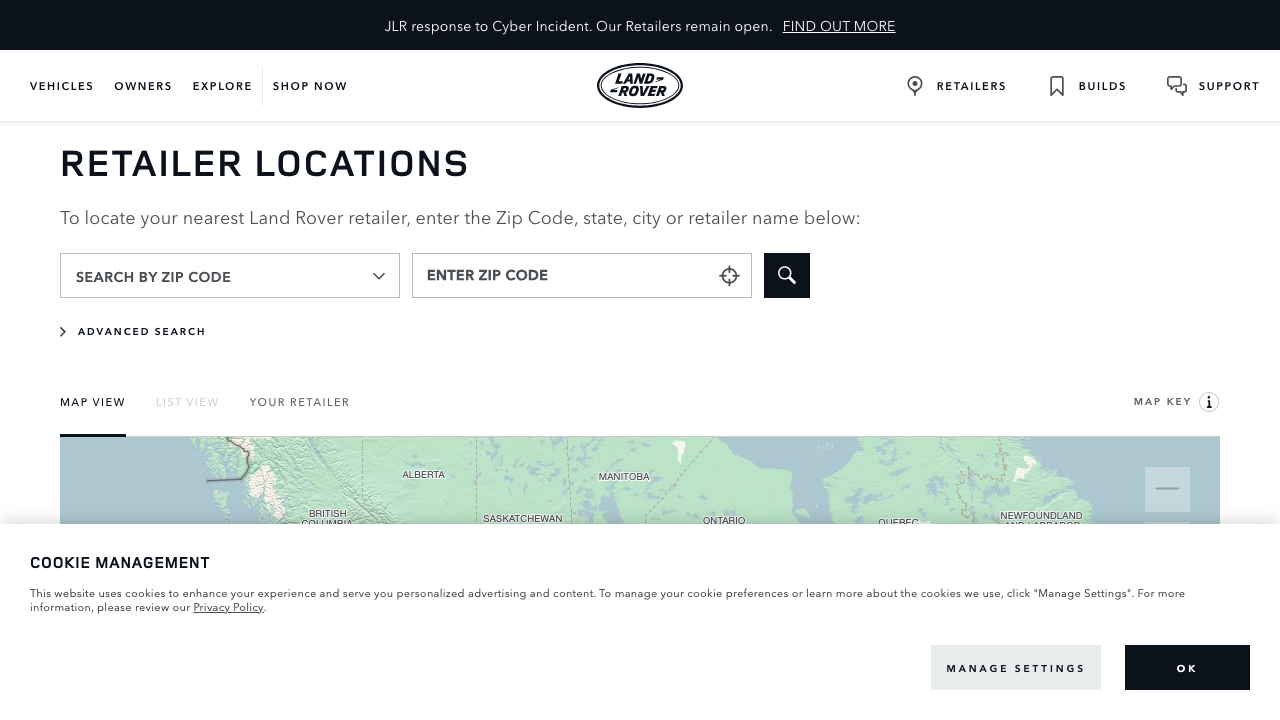 JLR response to Cyber Incident. Our Retailers remain open. FIND OUT MORE
VEHICLES OWNERS EXPLORE SHOP NOW
LAND
ROVER
RETAILERS BUILDS SUPPORT
RETAILER LOCATIONS
To locate your nearest Land Rover retailer, enter the Zip Code, state, city or retailer name below:
SEARCH BY ZIP CODE
ENTER ZIP CODE
ADVANCED SEARCH
MAP VIEW LIST VIEW YOUR RETAILER
MAP KEY
ALBERTA
MANITOBA
BRITISH
COLUMBIA
SASKATCHEWAN
ONTARIO
QUEBEC
NEWFOUNDLAND
AND LABRADOR
COOKIE MANAGEMENT
This website uses cookies to enhance your experience and serve you personalized advertising and content. To manage your cookie preferences or learn more about the cookies we use, click "Manage Settings". For more
information, please review our Privacy Policy.
MANAGE SETTINGS
OK